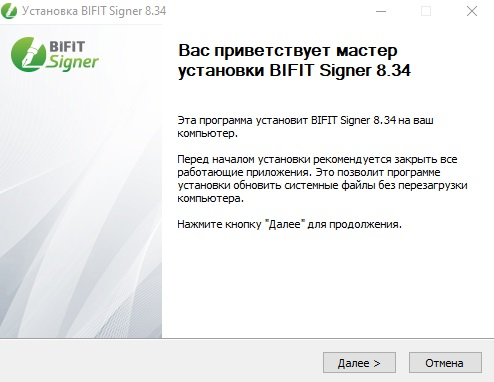 Установка BIFIT Signer 8.34
BIFIT
Signer
Вас приветствует мастер
установки BIFIT Signer 8.34
Эта программа установит BIFIT Signer 8.34 на ваш
компьютер.
Перед началом установки рекомендуется закрыть все
работающие приложения. Это позволит программе
установки обновить системные файлы без перезагрузки
компьютера.
Нажмите кнопку "Далее" для продолжения.
Далее >
Отмена